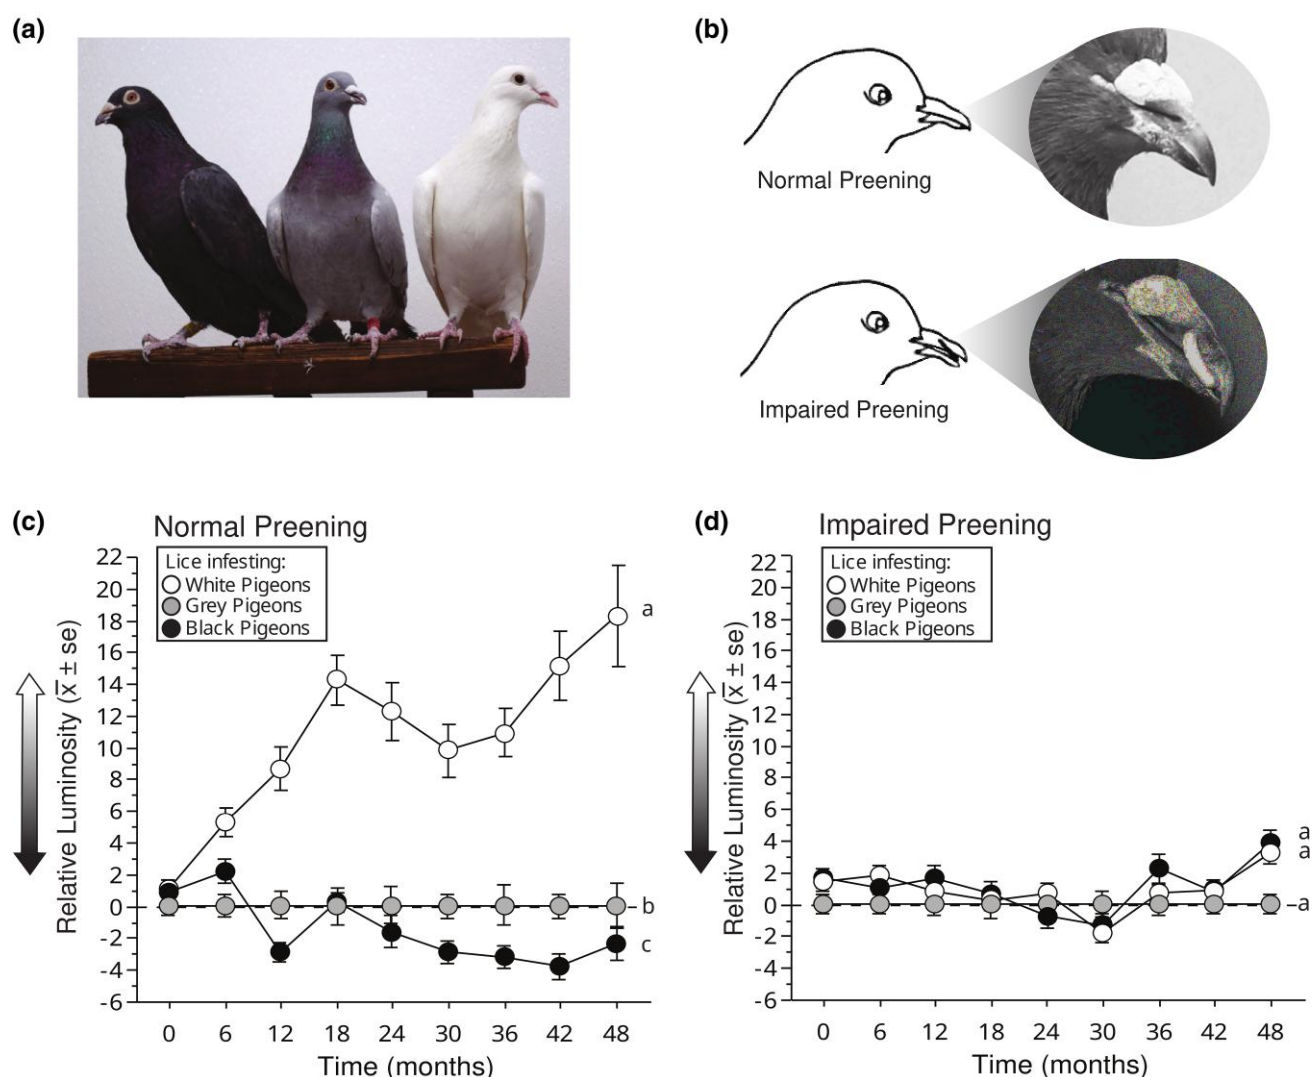 (a)
(b)
Normal Preening
Impaired Preening
(c)
Normal Preening
Lice infesting:
White Pigeons
Grey Pigeons
Black Pigeons
Relative Luminosity (x̅ ± se)
22
20
18
16
14
12
10
8
6
4
2
0
-2
-4
-6
a
b
c
0 6 12 18 24 30 36 42 48
Time (months)
(d)
Impaired Preening
Lice infesting:
White Pigeons
Grey Pigeons
Black Pigeons
Relative Luminosity (x̅ ± se)
22
20
18
16
14
12
10
8
6
4
2
0
-2
-4
-6
a
a
a
0 6 12 18 24 30 36 42 48
Time (months)